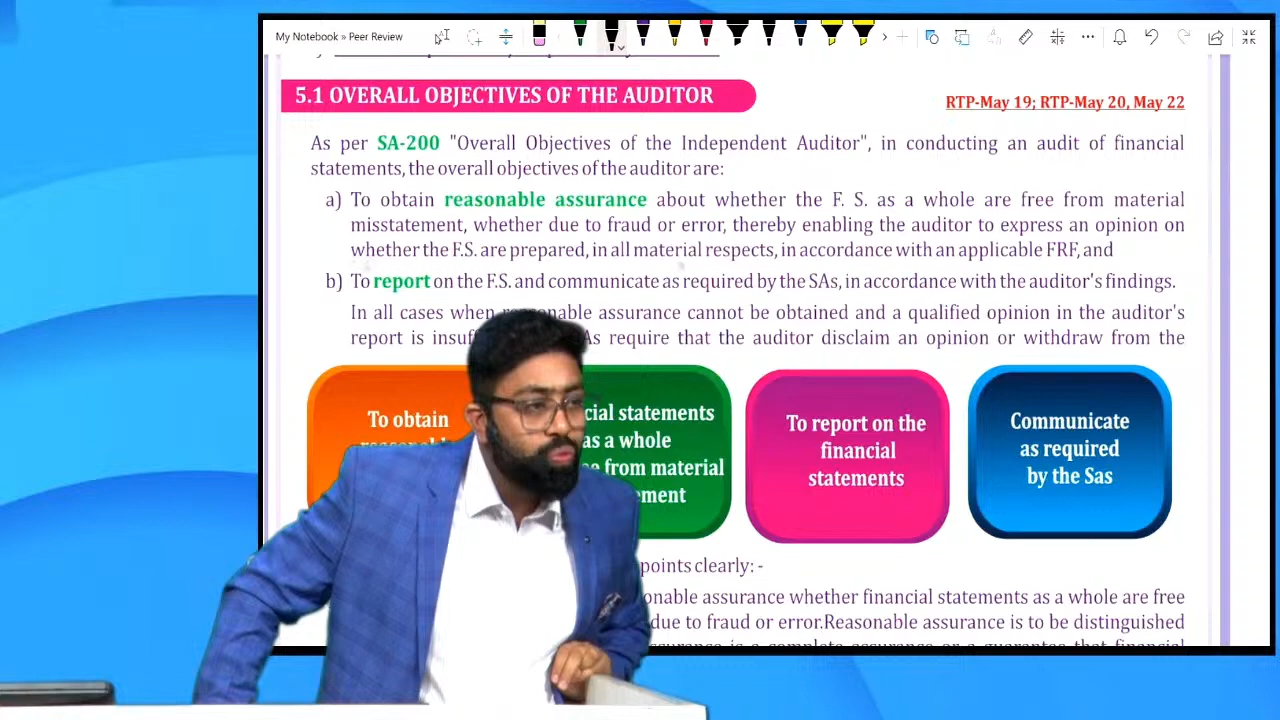 My Notebook » Peer Review
5.1 OVERALL OBJECTIVES OF THE AUDITOR
RTP-May 19; RTP-May 20, May 22
As per SA-200 "Overall Objectives of the Independent Auditor", in conducting an audit of financial
statements, the overall objectives of the auditor are:
a) To obtain reasonable assurance about whether the F. S. as a whole are free from material
misstatement, whether due to fraud or error, thereby enabling the auditor to express an opinion on
whether the F.S. are prepared, in all material respects, in accordance with an applicable FRF, and
b) To report on the F.S. and communicate as required by the SAs, in accordance with the auditor's findings.
In all cases when reasonable assurance cannot be obtained and a qualified opinion in the auditor's
report is insuf As require that the auditor disclaim an opinion or withdraw from the
To obtain
cial statements
as a whole
from material
ement
To report on the
financial
statements
Communicate
as required
by the Sas
points clearly: -
onable assurance whether financial statements as a whole are free
due to fraud or error.Reasonable assurance is to be distinguished